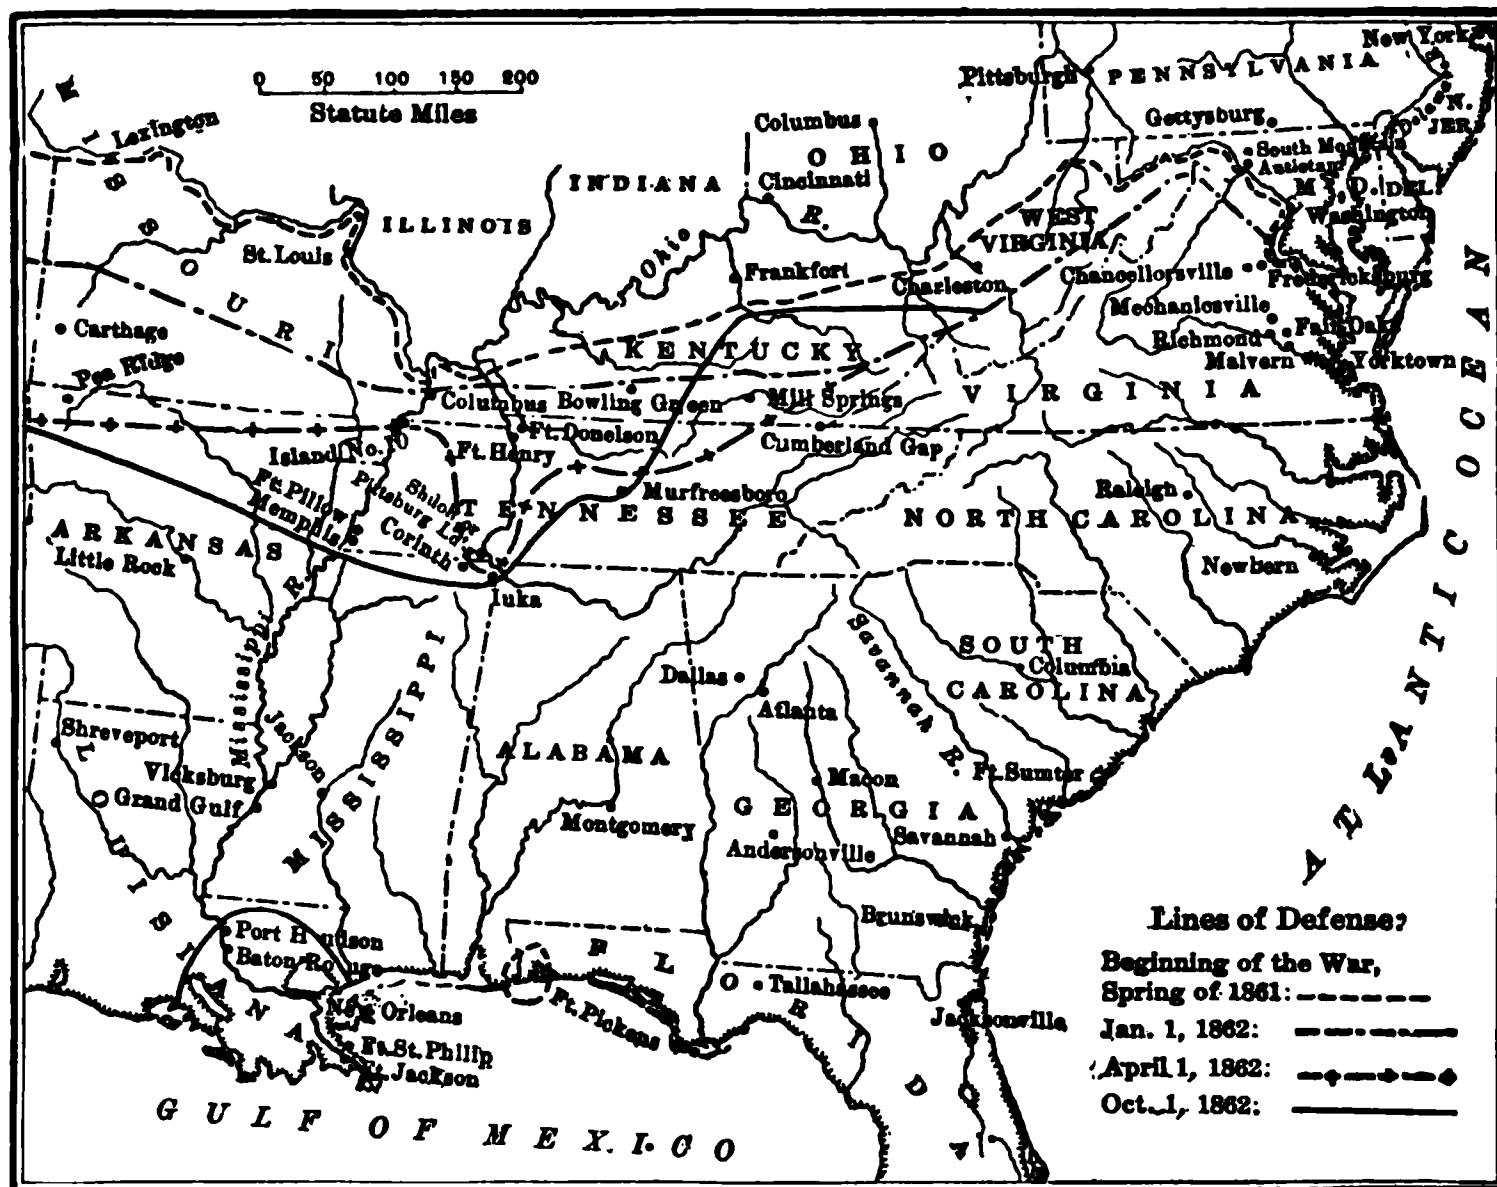 New York
Pittsburgh
PENNSYLVANIA
0 50 100 150 200
Statute Miles
N.
JER.
Gettysburg
Columbus
OHIO
South Mountain
Antietam
Lexington
MISSOURI
INDIANA
Cincinnati
M D.
DEL.
Washington
WEST
VIRGINIA
ILLINOIS
R.
Ohio
St. Louis
Frankfort
Charleston
Chancellorsville
Fredericksburg
Mechanicsville
Carthage
Fair Oaks
Richmond
Malvern
Yorktown
KENTUCKY
Pea Ridge
VIRGINIA
Columbus
Bowling Green
Mill Springs
Ft. Donelson
Cumberland Gap
Island No. 10
Ft. Henry
Ft. Pillow
Memphis
Pittsburg
Shiloh or
Corinth
Murfreesboro
TENNESSEE
Raleigh
NORTH CAROLINA
ARKANSAS
Little Rock
Newbern
Iuka
Mississippi R.
MISSISSIPPI
Savannah R.
SOUTH
Columbia
CAROLINA
Dallas
Atlanta
Shreveport
Jackson
Vicksburg
Grand Gulf
ALABAMA
Macon
Ft. Sumter
GEORGIA
Montgomery
Savannah
Andersonville
LOUISIANA
Brunswick
Port Hudson
Baton Rouge
FLORIDA
Tallahassee
New Orleans
Ft. Pickens
Jacksonville
Ft. St. Philip
Ft. Jackson
GULF OF MEXICO
ATLANTIC OCEAN
Lines of Defense:
Beginning of the War,
Spring of 1861:
Jan. 1, 1862:
April 1, 1862:
Oct. 1, 1862: